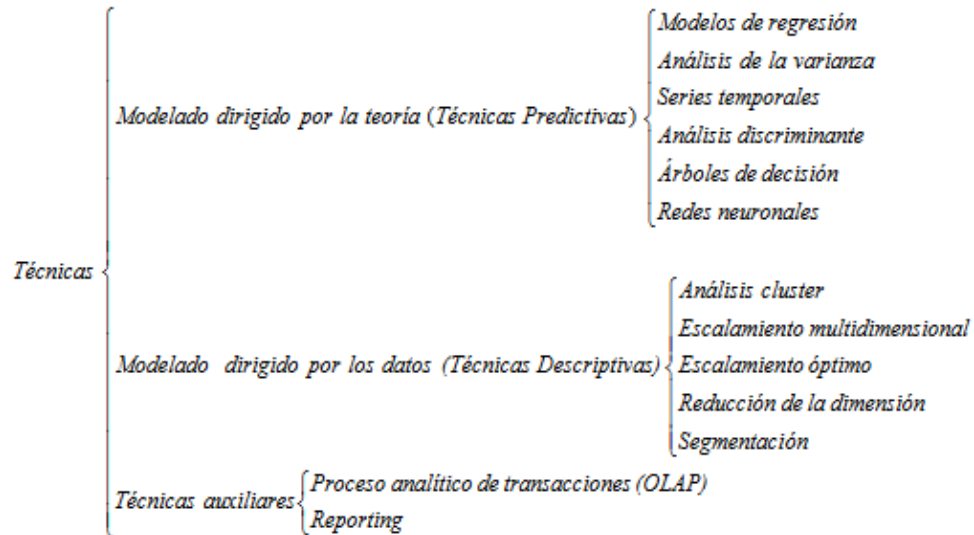 Técnicas
Modelado dirigido por la teoría (Técnicas Predictivas)
Modelos de regresión
Análisis de la varianza
Series temporales
Análisis discriminante
Árboles de decisión
Redes neuronales
Modelado dirigido por los datos (Técnicas Descriptivas)
Análisis cluster
Escalamiento multidimensional
Escalamiento óptimo
Reducción de la dimensión
Segmentación
Técnicas auxiliares
Proceso analítico de transacciones (OLAP)
Reporting